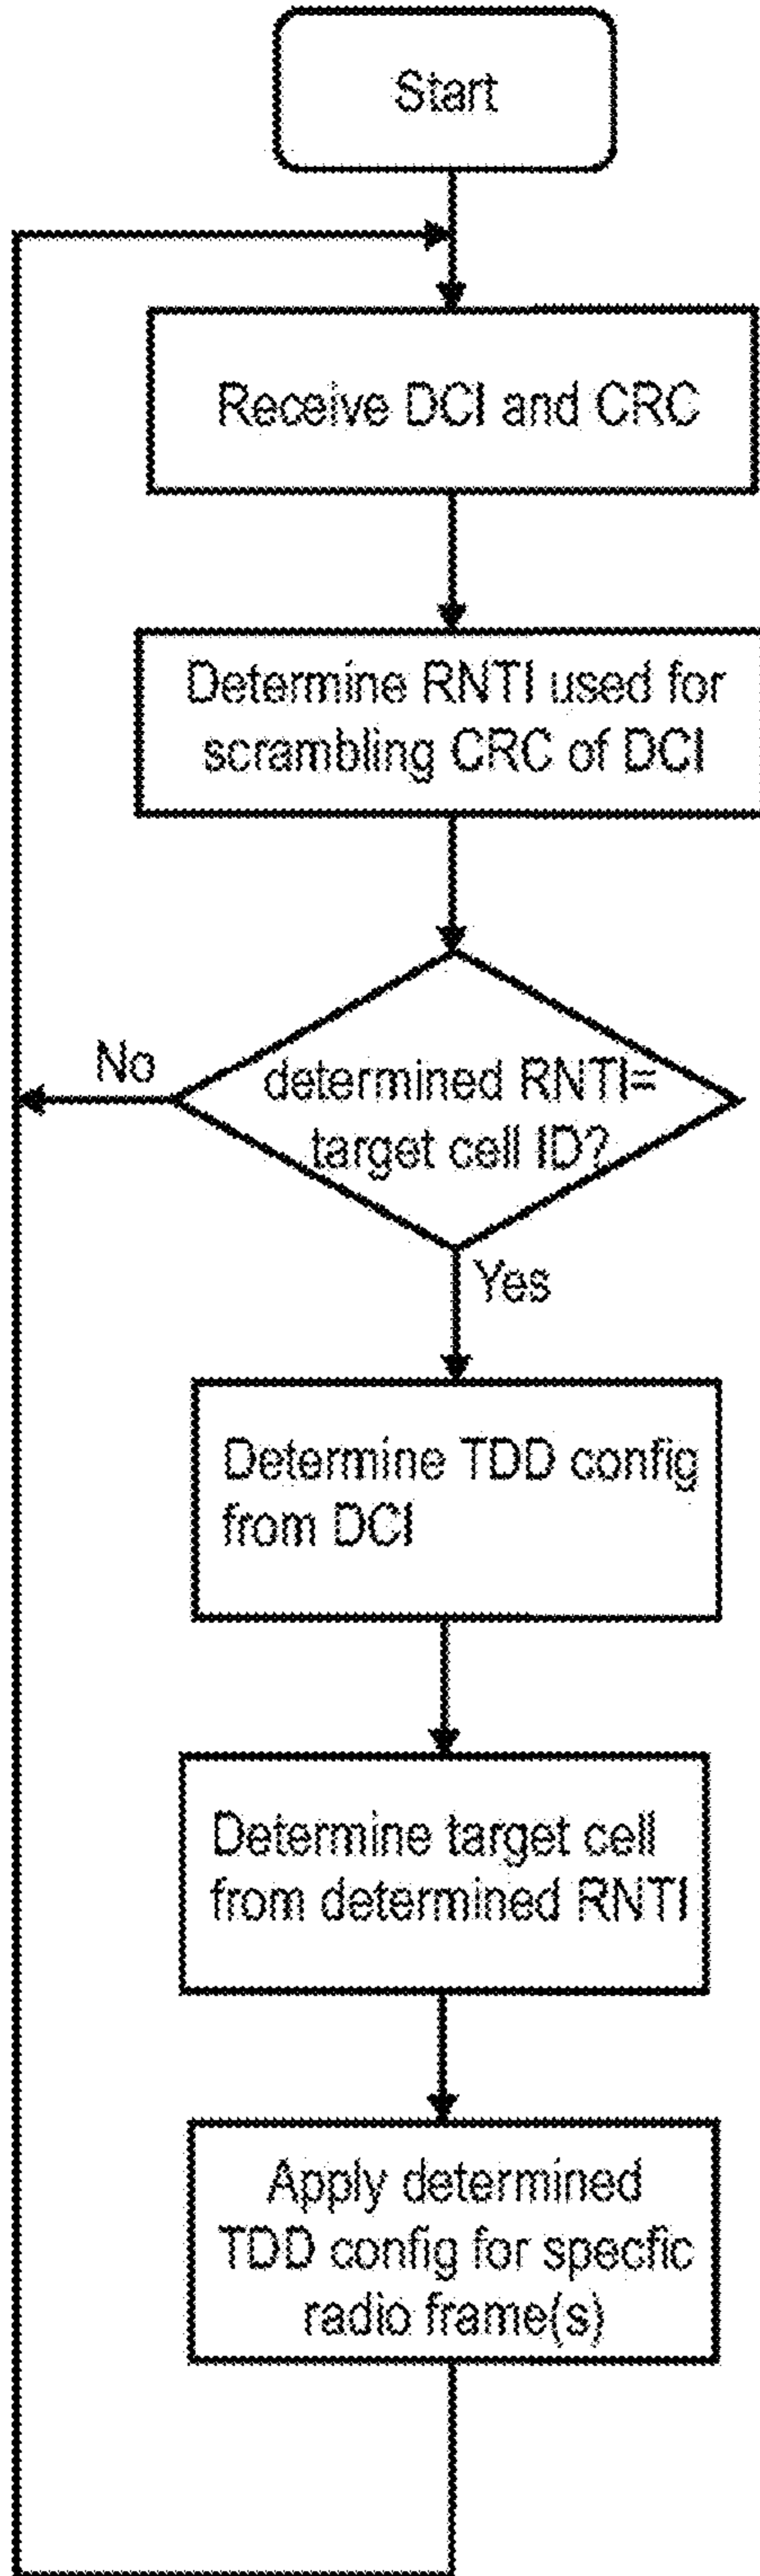 Start
Receive DCI and CRC
Determine RNTI used for
scrambling CRC of DCI
No
determined RNTI=
target cell ID?
Yes
Determine TDD config
from DCI
Determine target cell
from determined RNTI
Apply determined
TDD config for specfic
radio frame(s)